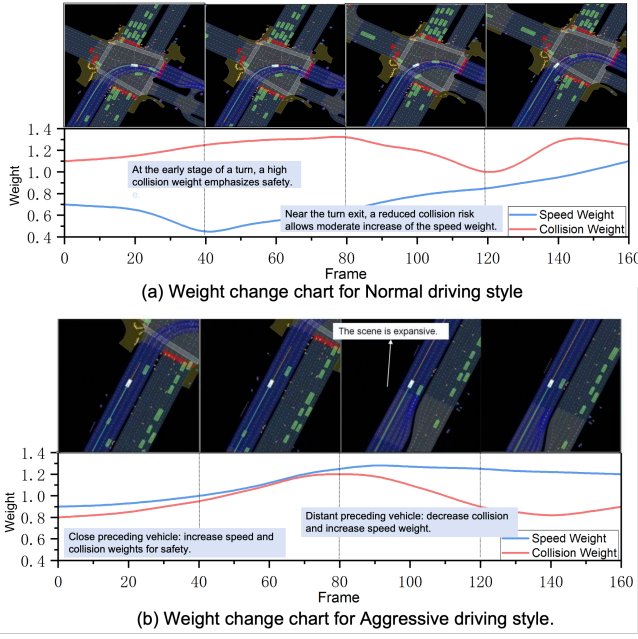 1.4
1.2
1.0
0.8
0.6
0.4
Weight
At the early stage of a turn, a high
collision weight emphasizes safety.
Near the turn exit, a reduced collision risk
allows moderate increase of the speed weight.
Speed Weight
Collision Weight
0 20 40 60 80 100 120 140 160
Frame
(a) Weight change chart for Normal driving style
The scene is expansive.
1.4
1.2
1.0
0.8
0.6
0.4
Weight
Close preceding vehicle: increase speed and
collision weights for safety.
Distant preceding vehicle: decrease collision
and increase speed weight.
Speed Weight
Collision Weight
0 20 40 60 80 100 120 140 160
Frame
(b) Weight change chart for Aggressive driving style.